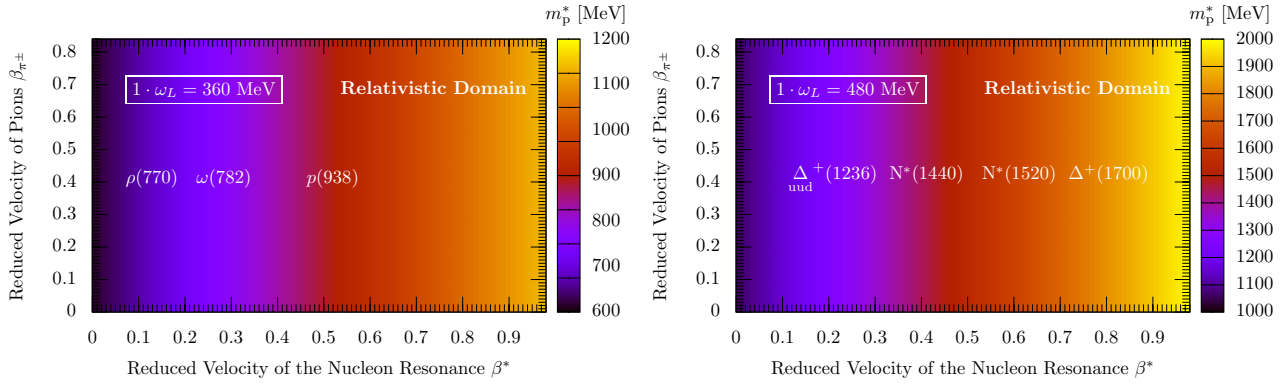 m*p [MeV]
1 · ωL = 360 MeV
Relativistic Domain
ρ(770) ω(782) p(938)
Reduced Velocity of Pions βπ±
0.8
0.7
0.6
0.5
0.4
0.3
0.2
0.1
0
0 0.1 0.2 0.3 0.4 0.5 0.6 0.7 0.8 0.9
Reduced Velocity of the Nucleon Resonance β*
1200
1100
1000
900
800
700
600
m*p [MeV]
1 · ωL = 480 MeV
Relativistic Domain
Δ+(1236) N*(1440) N*(1520) Δ+(1700)
uud
Reduced Velocity of Pions βπ±
0.8
0.7
0.6
0.5
0.4
0.3
0.2
0.1
0
0 0.1 0.2 0.3 0.4 0.5 0.6 0.7 0.8 0.9
Reduced Velocity of the Nucleon Resonance β*
2000
1900
1800
1700
1600
1500
1400
1300
1200
1100
1000